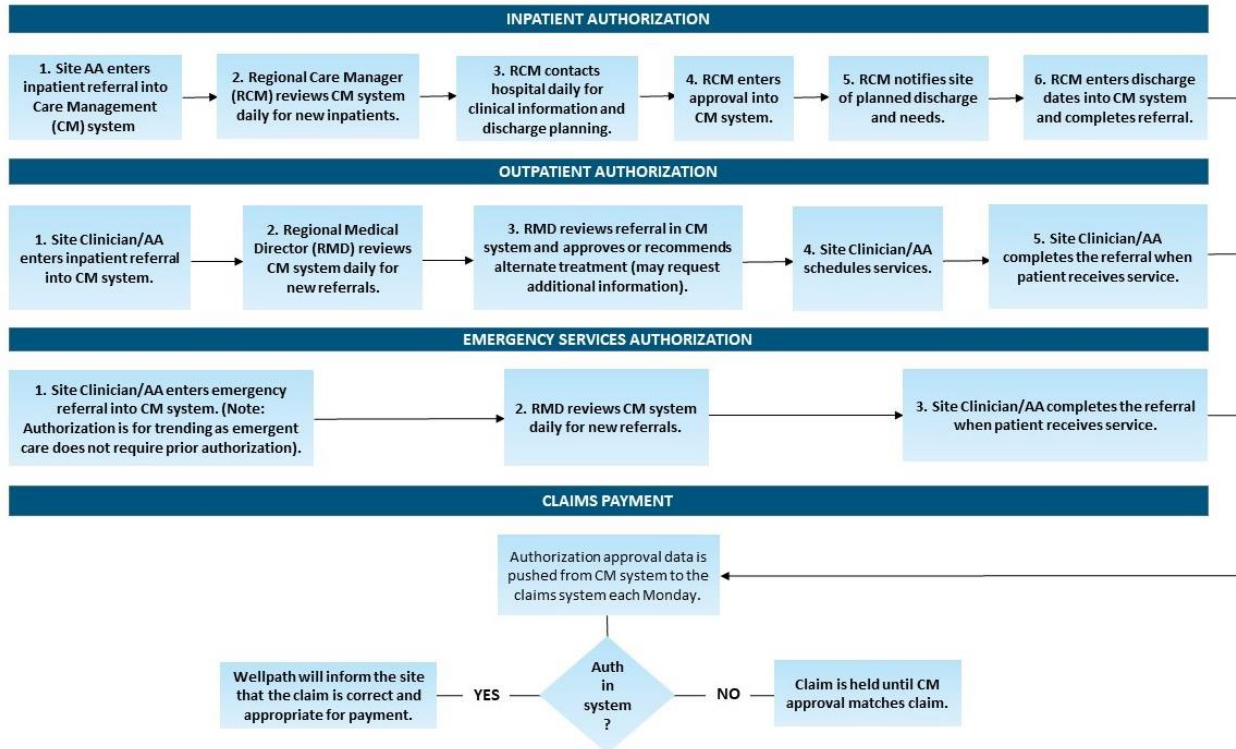 INPATIENT AUTHORIZATION
1. Site AA enters
inpatient referral into
Care Management
(CM) system
2. Regional Care Manager
(RCM) reviews CM system
daily for new inpatients.
3. RCM contacts
hospital daily for
clinical information and
discharge planning.
4. RCM enters
approval into
CM system.
5. RCM notifies site
of planned discharge
and needs.
6. RCM enters discharge
dates into CM system
and completes referral.
OUTPATIENT AUTHORIZATION
1. Site Clinician/AA
enters inpatient referral
into CM system.
2. Regional Medical
Director (RMD) reviews
CM system daily for
new referrals.
3. RMD reviews referral in CM
system and approves or recommends
alternate treatment (may request
additional information).
4. Site Clinician/AA
schedules services.
5. Site Clinician/AA
completes the referral when
patient receives service.
EMERGENCY SERVICES AUTHORIZATION
1. Site Clinician/AA enters emergency
referral into CM system. (Note:
Authorization is for trending as emergent
care does not require prior authorization).
2. RMD reviews CM system
daily for new referrals.
3. Site Clinician/AA completes the referral
when patient receives service.
CLAIMS PAYMENT
Authorization approval data is
pushed from CM system to the
claims system each Monday.
Auth
in
system
?
YES
Wellpath will inform the site
that the claim is correct and
appropriate for payment.
NO
Claim is held until CM
approval matches claim.